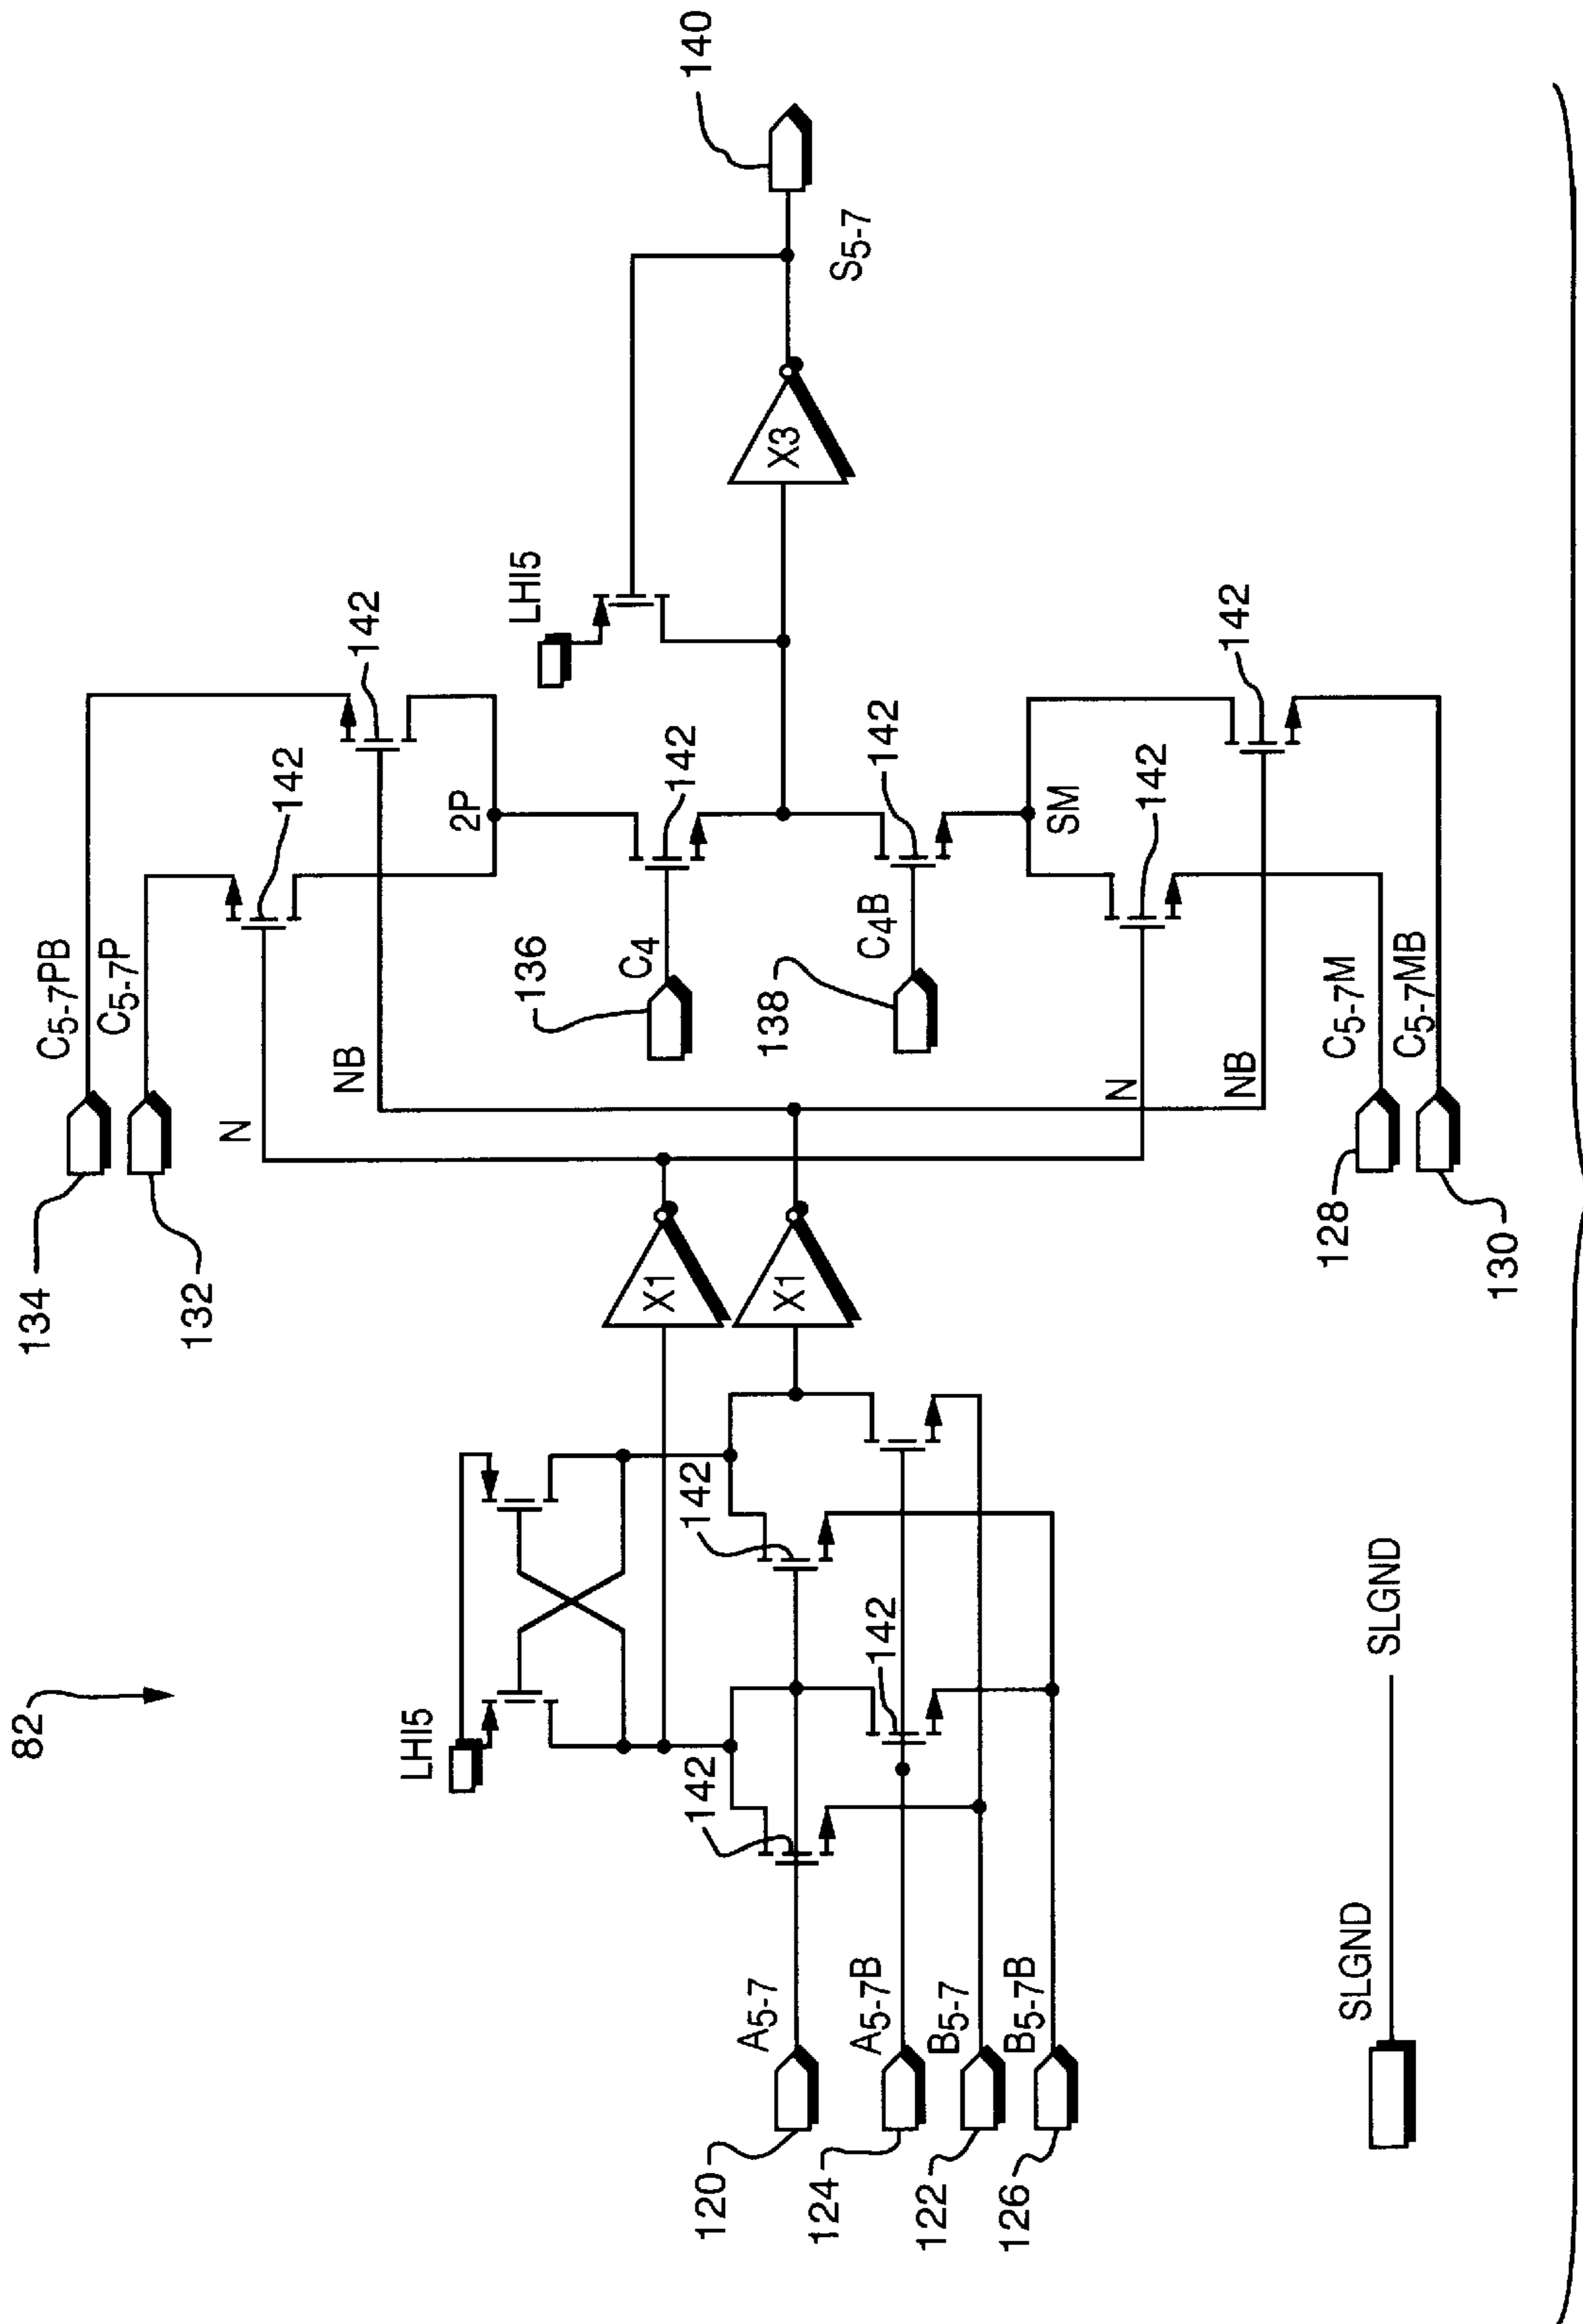 82
134
132
C5-7PB
C5-7P
N
NB
142
142
2P
LHI5
LHI5
136
C4
142
140
X1
X3
S5-7
142
142
142
X1
138
C4B
142
SM
120
A5-7
124
A5-7B
122
B5-7
126
B5-7B
N
NB
142
142
128
C5-7M
130
C5-7MB
SLGND
SLGND